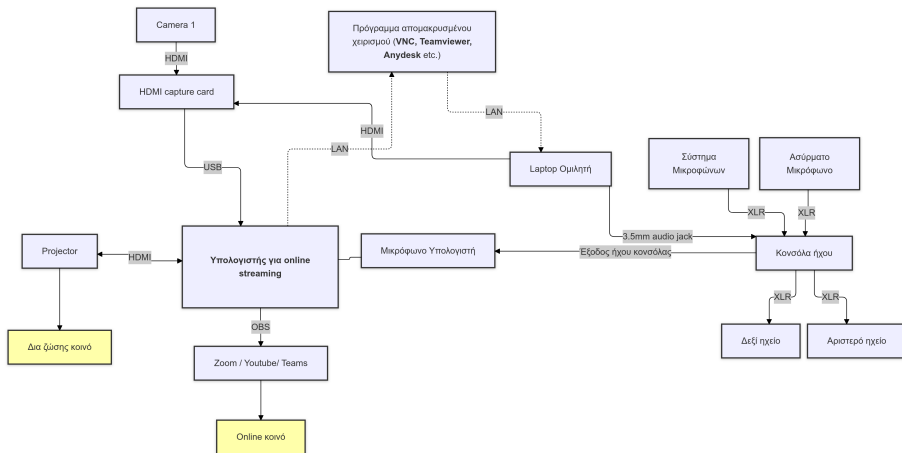 Camera 1
Πρόγραμμα απομακρυσμένου
χειρισμού (VNC, Teamviewer,
Anydesk etc.)
HDMI
HDMI capture card
LAN
HDMI
LAN
Σύστημα
Μικροφώνων
Ασύρματο
Μικρόφωνο
USB
Laptop Ομιλητή
XLR
XLR
Projector
HDMI
Υπολογιστής για online
streaming
Μικρόφωνο Υπολογιστή
3.5mm audio jack
Έξοδος ήχου κονσόλας
Κονσόλα ήχου
XLR
XLR
OBS
Δια ζώσης κοινό
Zoom / Youtube/ Teams
Δεξί ηχείο
Αριστερό ηχείο
Online κοινό